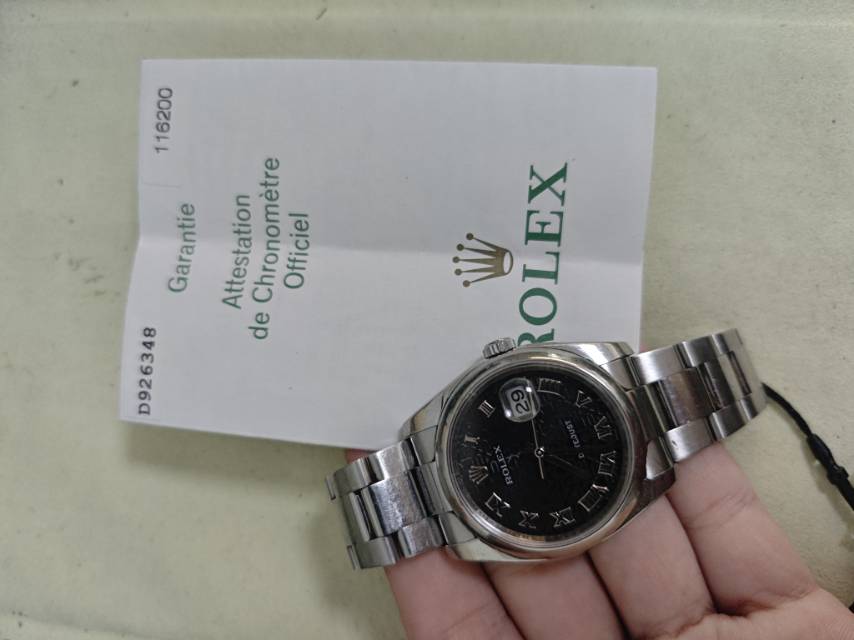 116200
D926348
Garantie
Attestation
de Chronomètre
Officiel
ROLEX
ROLEX
29